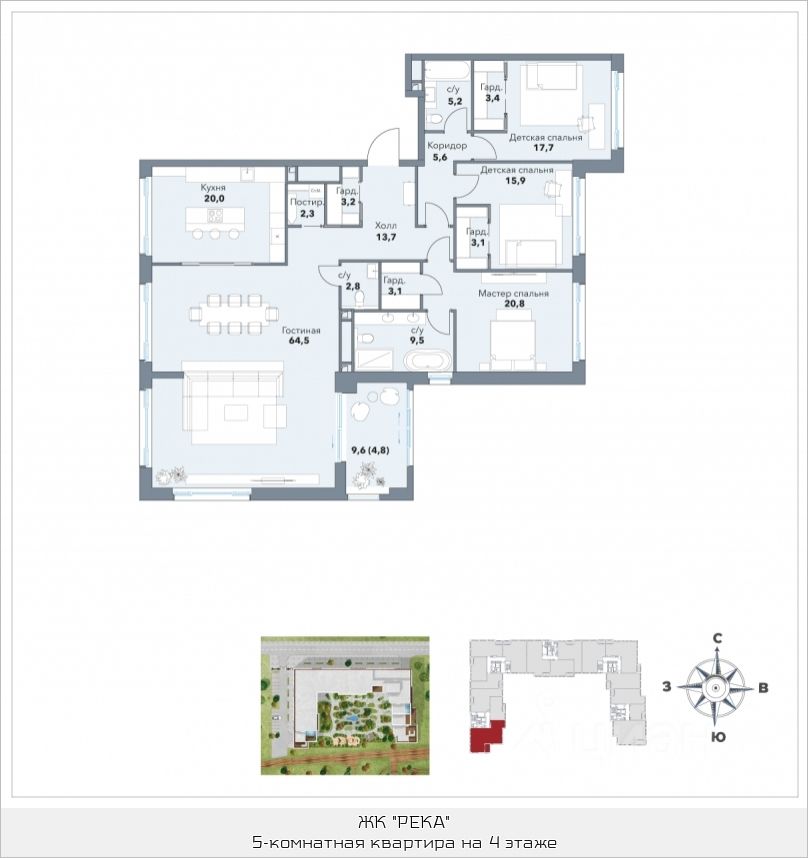 с/у
5,2
Гард.
3,4
Детская спальня
17,7
Коридор
5,6
Детская спальня
15,9
Кухня
20,0
Постир.
2,3
Гард.
3,2
Холл
13,7
Гард.
3,1
с/у
2,8
Гард.
3,1
Мастер спальня
20,8
Гостиная
64,5
с/у
9,5
9,6 (4,8)
С
З
В
Ю
циан
ЖК "РЕКА"
5-комнатная квартира на 4 этаже